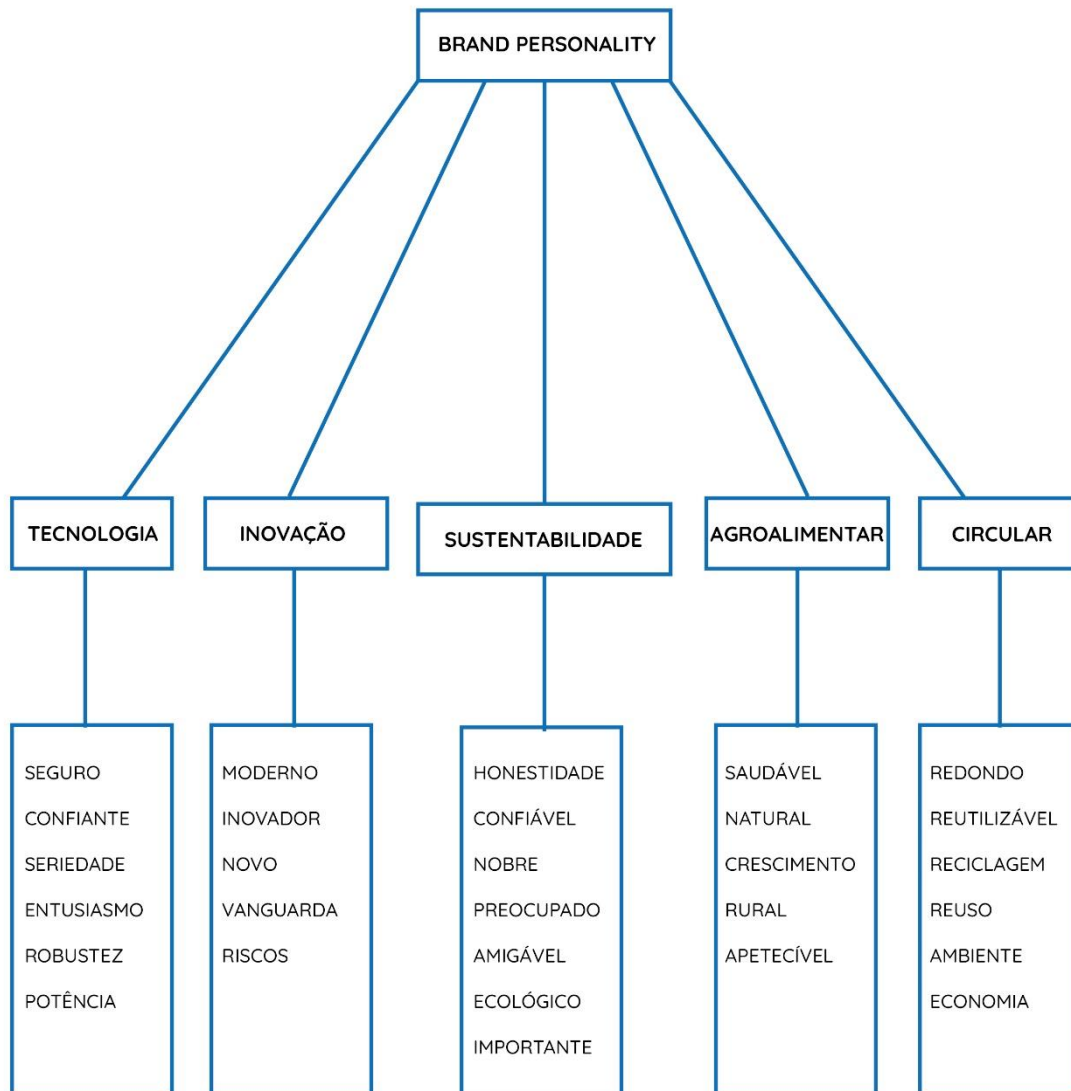 BRAND PERSONALITY
TECNOLOGIA
INOVAÇÃO
SUSTENTABILIDADE
AGROALIMENTAR
CIRCULAR
SEGURO
CONFIANTE
SERIEDADE
ENTUSIASMO
ROBUSTEZ
POTÊNCIA
MODERNO
INOVADOR
NOVO
VANGUARDA
RISCOS
HONESTIDADE
CONFIÁVEL
NOBRE
PREOCUPADO
AMIGÁVEL
ECOLÓGICO
IMPORTANTE
SAUDÁVEL
NATURAL
CRESCIMENTO
RURAL
APETECÍVEL
REDONDO
REUTILIZÁVEL
RECICLAGEM
REUSO
AMBIENTE
ECONOMIA